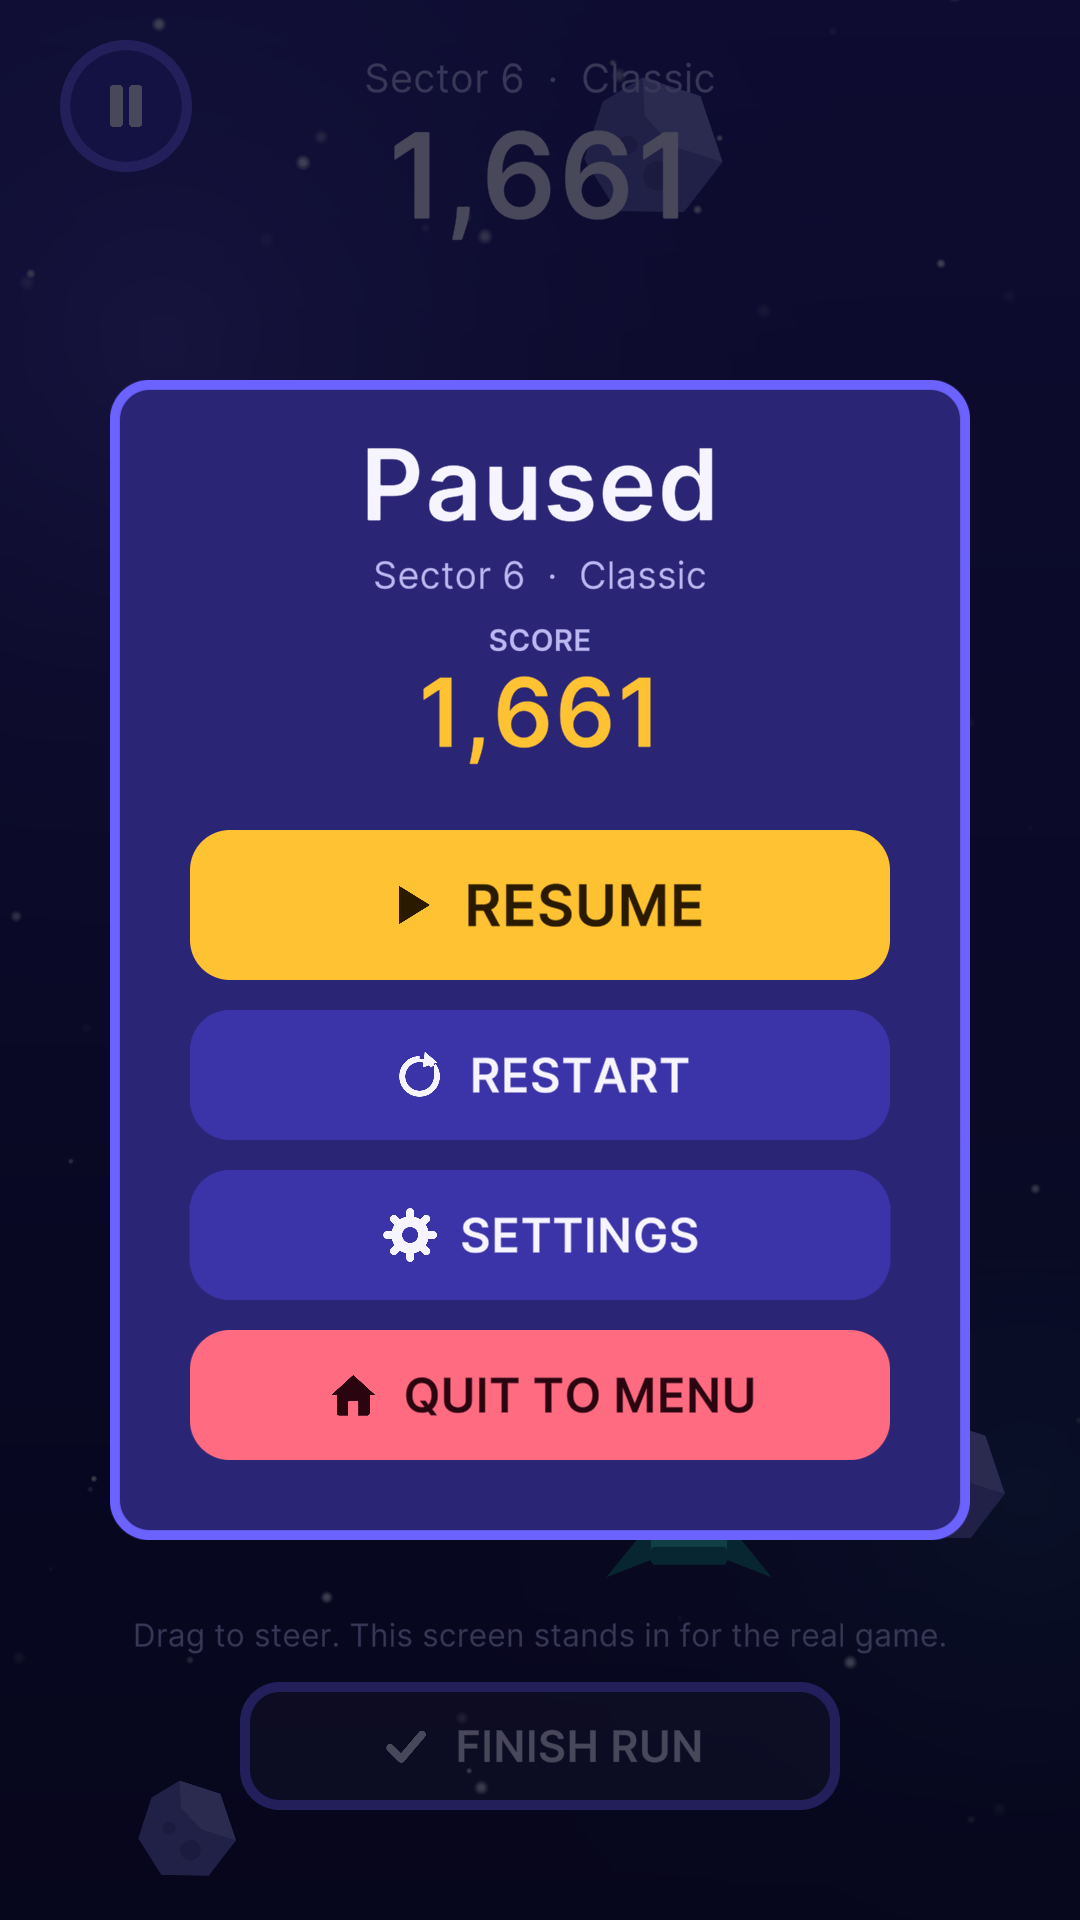 Sector 6 · Classic
1,661
Paused
Sector 6 · Classic
SCORE
1,661
RESUME
RESTART
SETTINGS
QUIT TO MENU
Drag to steer. This screen stands in for the real game.
FINISH RUN